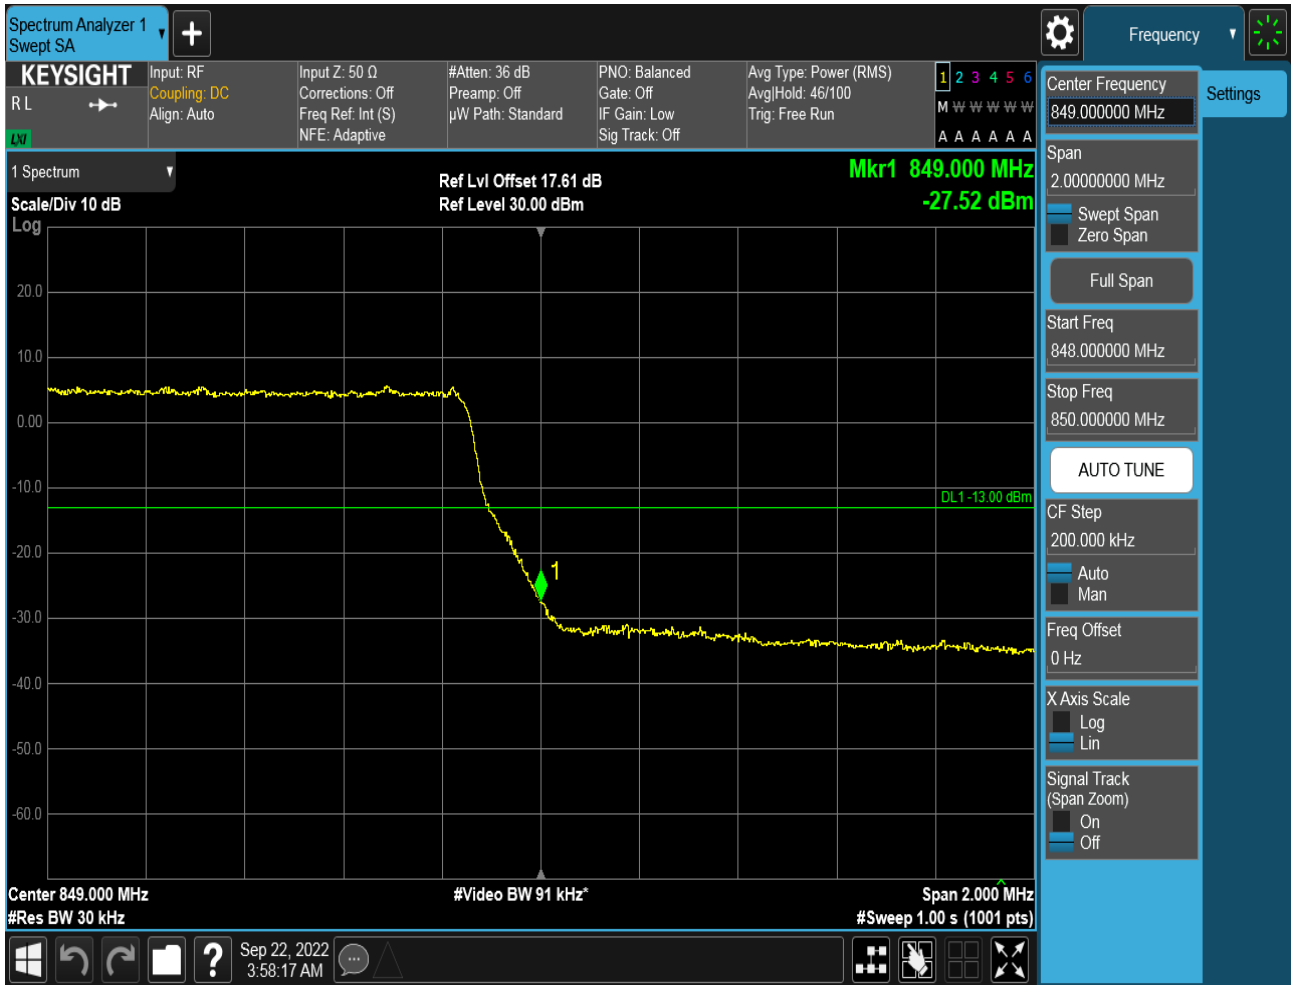 Spectrum Analyzer 1
Swept SA
Frequency
KEYSIGHT
R L
LXI
Input: RF
Coupling: DC
Align: Auto
Input Z: 50 Ω
Corrections: Off
Freq Ref: Int (S)
NFE: Adaptive
#Atten: 36 dB
Preamp: Off
µW Path: Standard
PNO: Balanced
Gate: Off
IF Gain: Low
Sig Track: Off
Avg Type: Power (RMS)
Avg|Hold: 46/100
Trig: Free Run
1 2 3 4 5 6
M W W W W W
A A A A A A
1 Spectrum
Scale/Div 10 dB
Log
Ref Lvl Offset 17.61 dB
Ref Level 30.00 dBm
Mkr1 849.000 MHz
-27.52 dBm
20.0
10.0
0.00
-10.0
DL1 -13.00 dBm
-20.0
1
-30.0
-40.0
-50.0
-60.0
Center 849.000 MHz
#Video BW 91 kHz*
Span 2.000 MHz
#Res BW 30 kHz
#Sweep 1.00 s (1001 pts)
Sep 22, 2022
3:58:17 AM
Center Frequency
849.000000 MHz
Settings
Span
2.00000000 MHz
Swept Span
Zero Span
Full Span
Start Freq
848.000000 MHz
Stop Freq
850.000000 MHz
AUTO TUNE
CF Step
200.000 kHz
Auto
Man
Freq Offset
0 Hz
X Axis Scale
Log
Lin
Signal Track
(Span Zoom)
On
Off